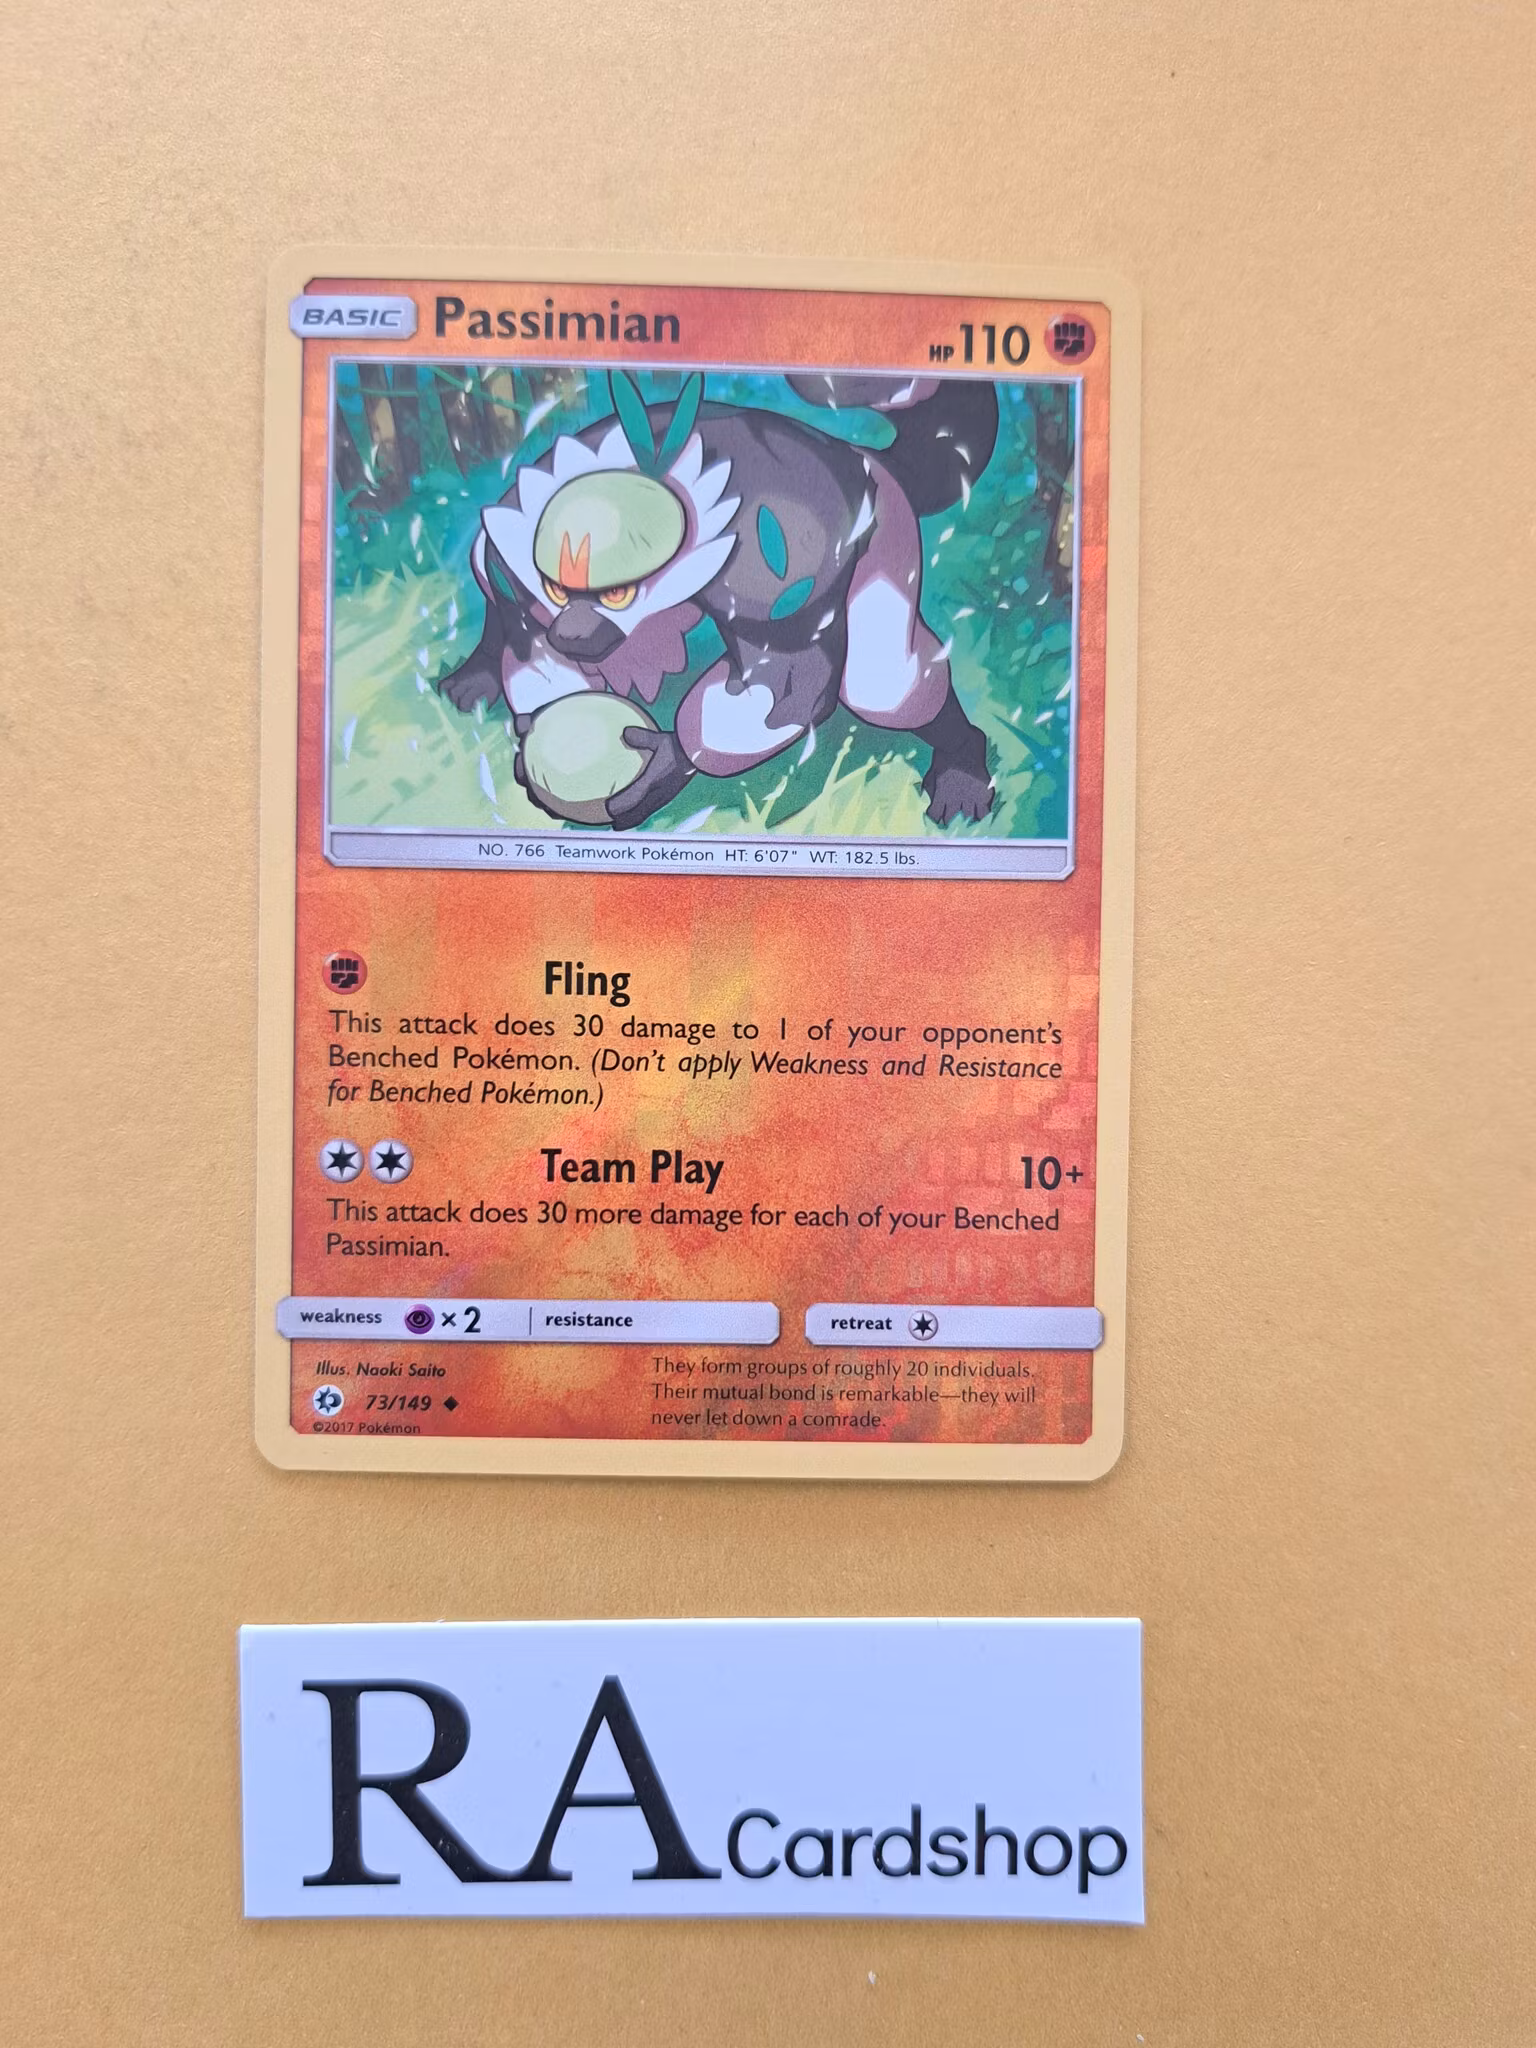 BASIC Passimian HP 110
NO. 766 Teamwork Pokémon HT: 6'07" WT: 182.5 lbs.
Fling
This attack does 30 damage to 1 of your opponent's
Benched Pokémon. (Don't apply Weakness and Resistance
for Benched Pokémon.)
Team Play 10+
This attack does 30 more damage for each of your Benched
Passimian.
weakness ×2 resistance retreat
Illus. Naoki Saito
73/149
©2017 Pokémon
They form groups of roughly 20 individuals.
Their mutual bond is remarkable—they will
never let down a comrade.
RA Cardshop